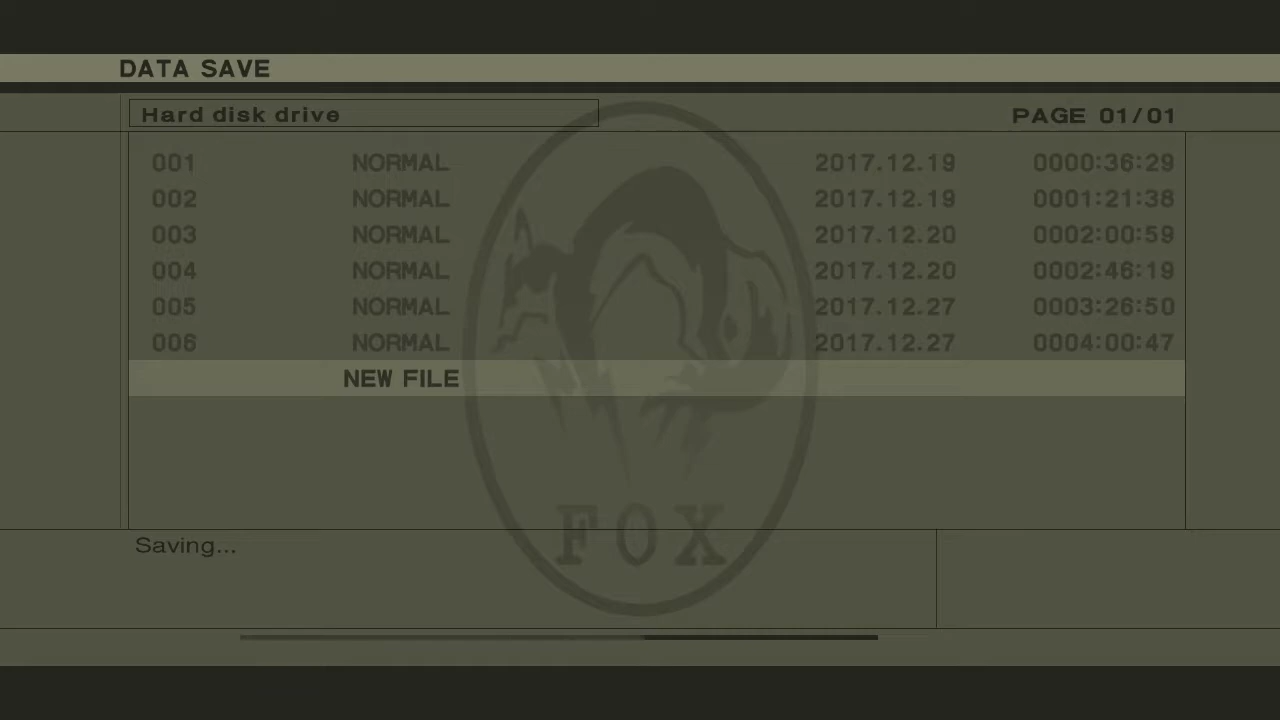 DATA SAVE
Hard disk drive PAGE 01/01
001 NORMAL 2017.12.19 0000:36:29
002 NORMAL 2017.12.19 0001:21:38
003 NORMAL 2017.12.20 0002:00:59
004 NORMAL 2017.12.20 0002:46:19
005 NORMAL 2017.12.27 0003:26:50
006 NORMAL 2017.12.27 0004:00:47
NEW FILE
FOX
Saving...